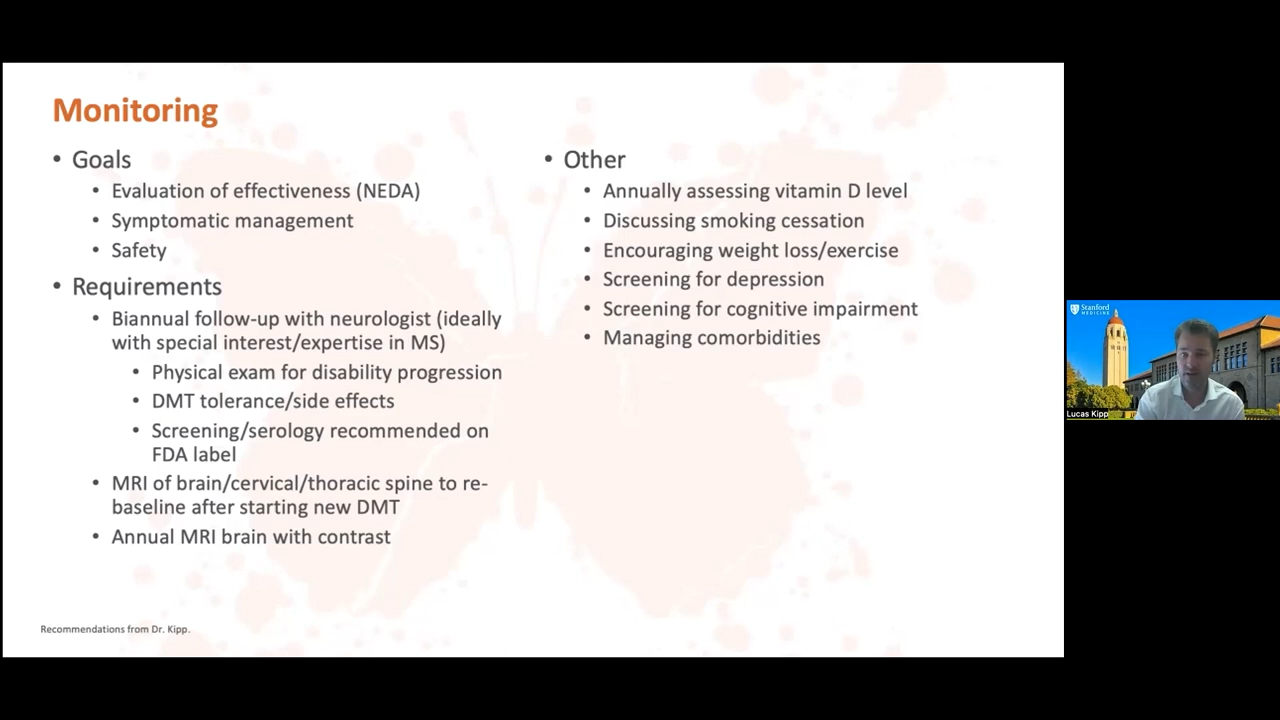 Monitoring
• Goals
• Evaluation of effectiveness (NEDA)
• Symptomatic management
• Safety
• Requirements
• Biannual follow-up with neurologist (ideally
with special interest/expertise in MS)
• Physical exam for disability progression
• DMT tolerance/side effects
• Screening/serology recommended on
FDA label
• MRI of brain/cervical/thoracic spine to re-
baseline after starting new DMT
• Annual MRI brain with contrast
• Other
• Annually assessing vitamin D level
• Discussing smoking cessation
• Encouraging weight loss/exercise
• Screening for depression
• Screening for cognitive impairment
• Managing comorbidities
Recommendations from Dr. Kipp.
Stanford
MEDICINE
Lucas Kipp